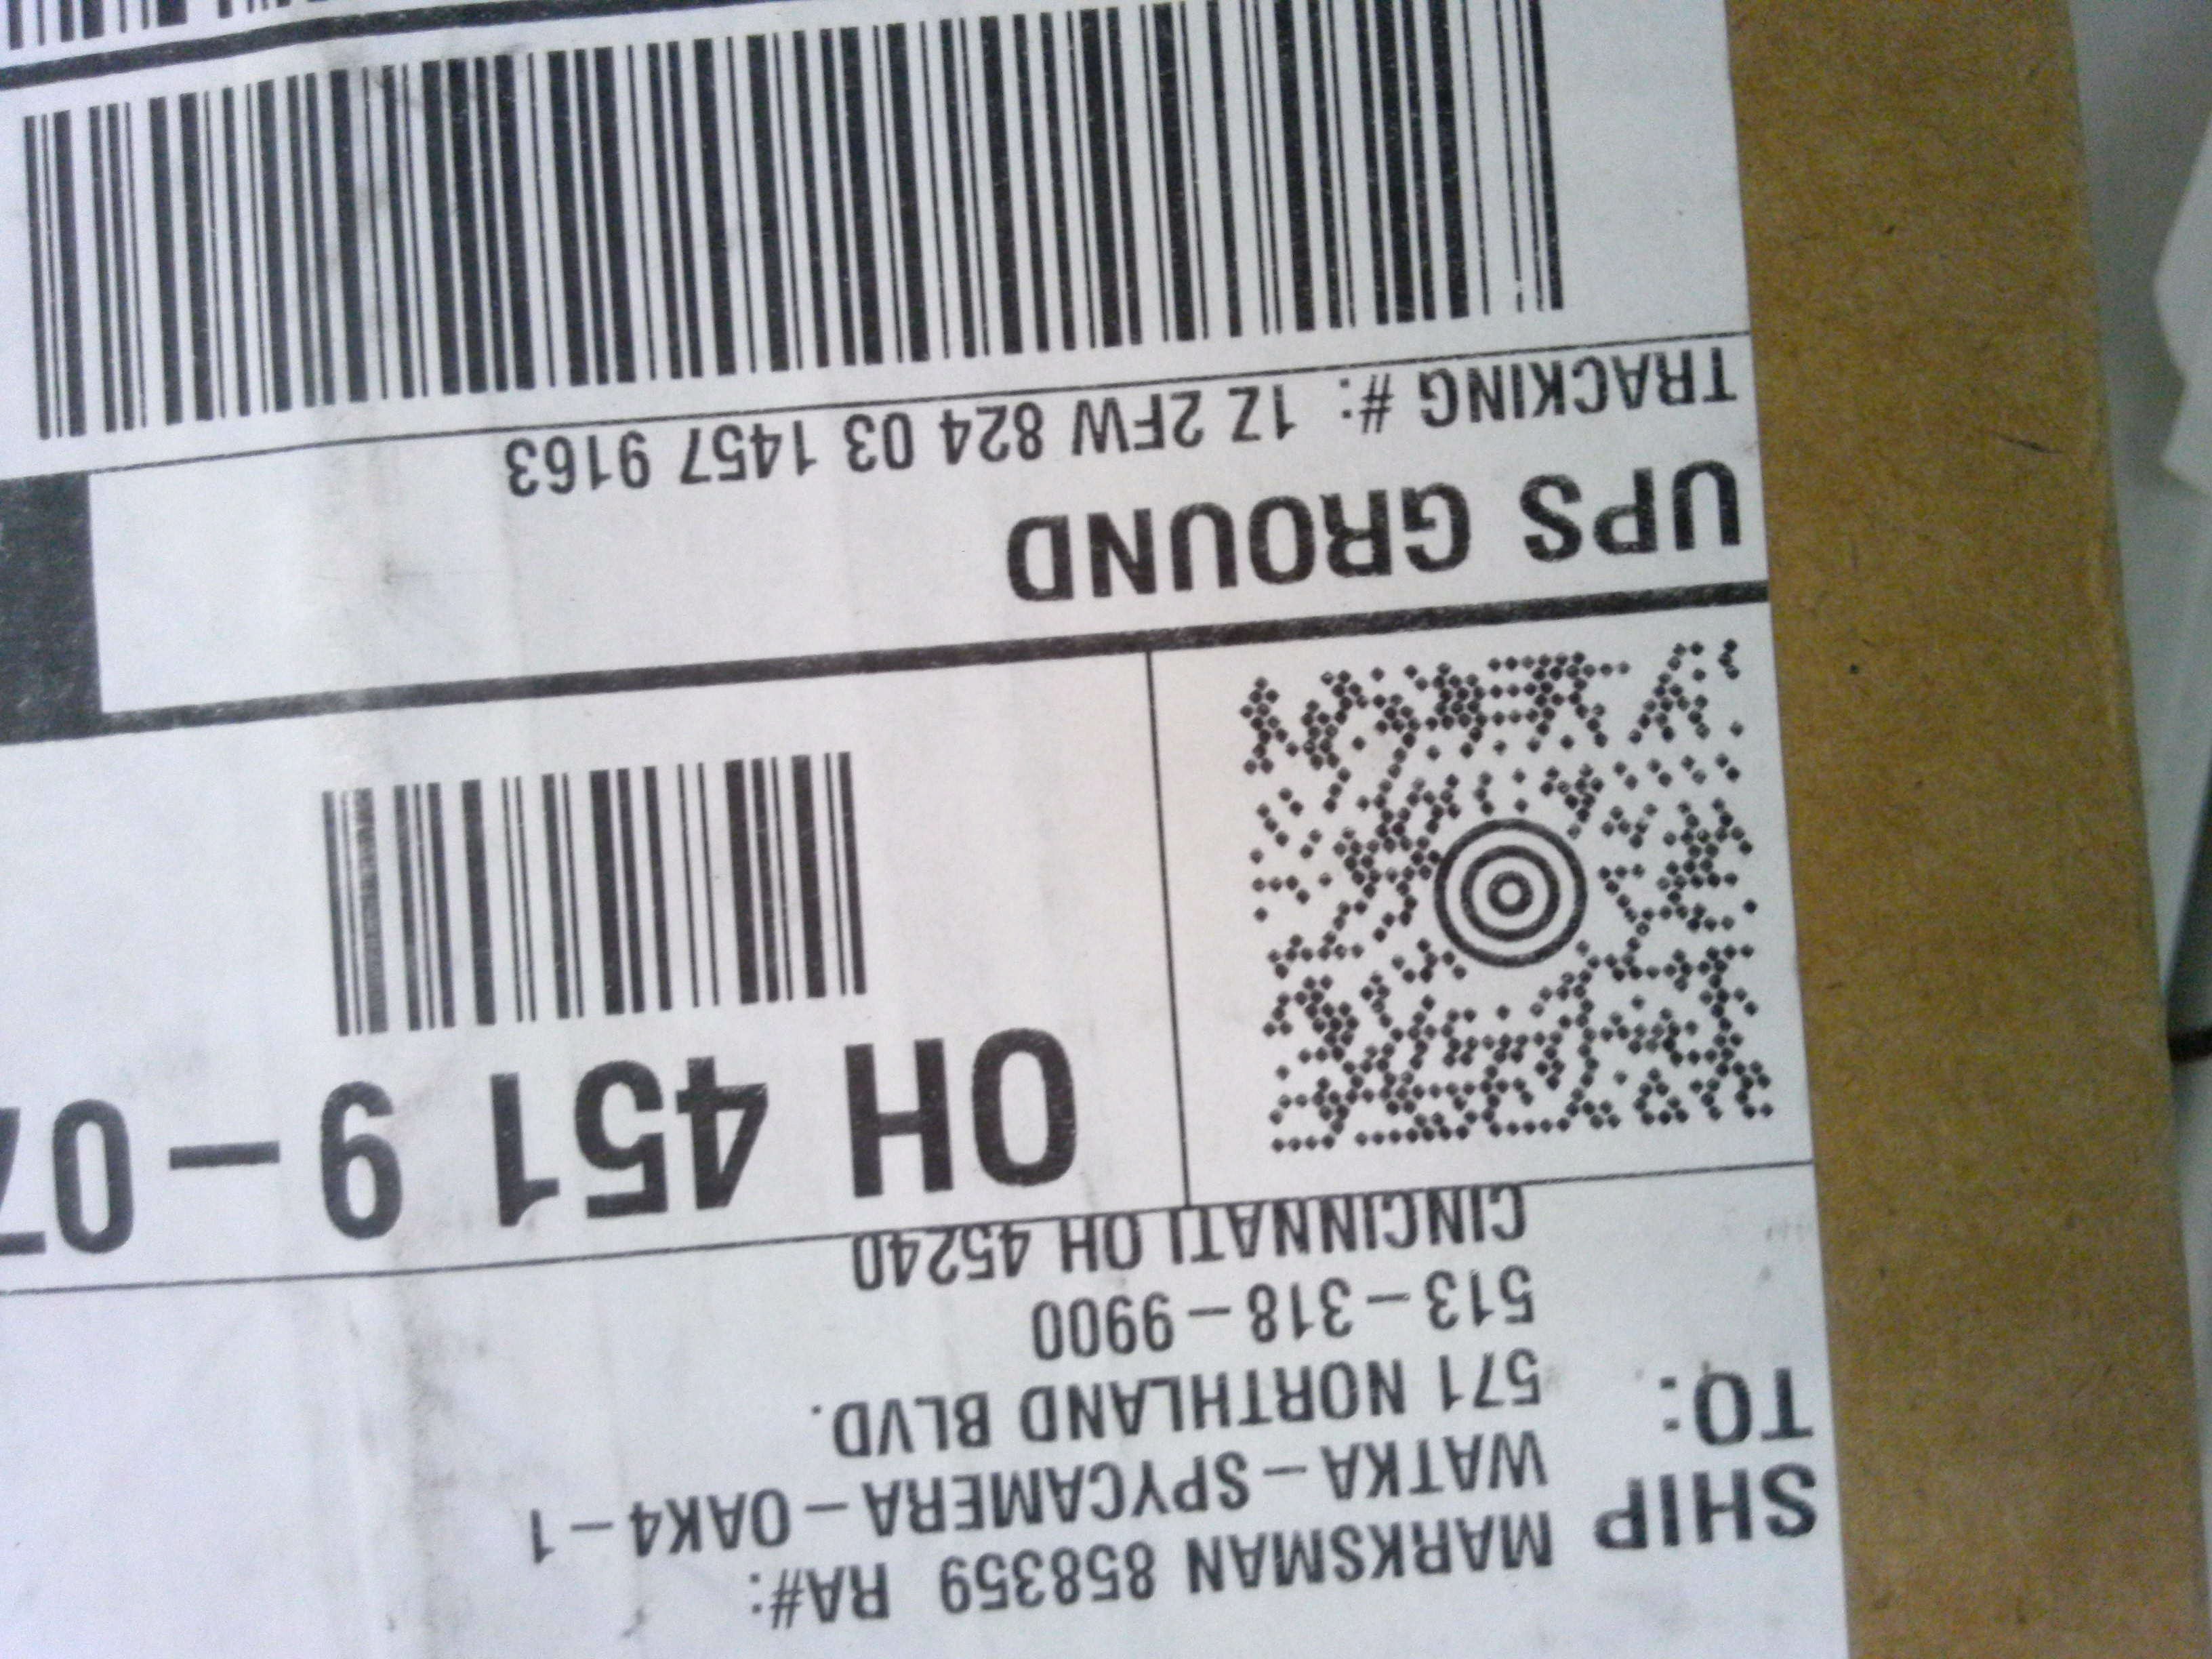 SHIP TO:
MARKSMAN 858359 RA#:
WATKA-SPYCAMERA-OAK4-1
571 NORTHLAND BLVD.
513-318-9900
CINCINNATI OH 45240
OH 451 9-07
UPS GROUND
TRACKING #: 1Z 2FW 824 03 1457 9163